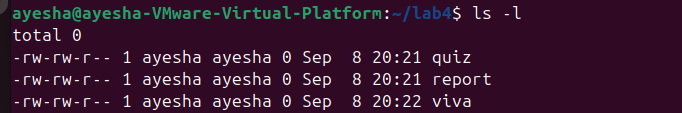 ayesha@ayesha-VMware-Virtual-Platform:~/lab4$ ls -l
total 0
-rw-rw-r-- 1 ayesha ayesha 0 Sep  8 20:21 quiz
-rw-rw-r-- 1 ayesha ayesha 0 Sep  8 20:21 report
-rw-rw-r-- 1 ayesha ayesha 0 Sep  8 20:22 viva